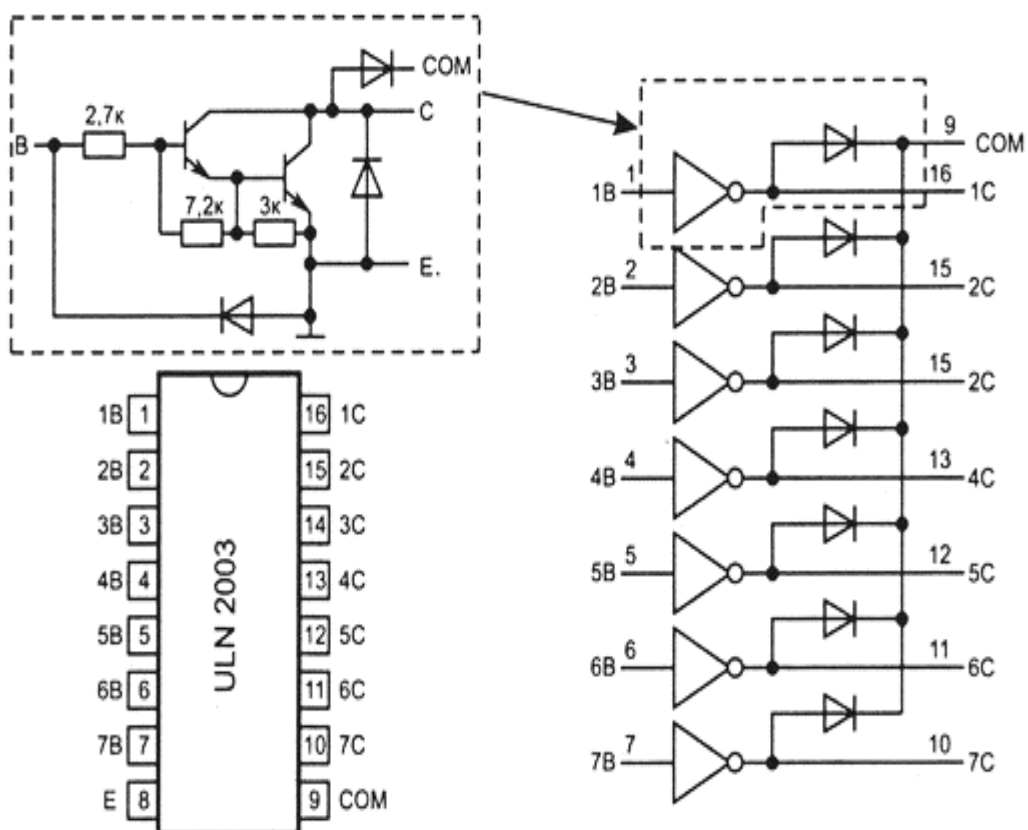 COM
C
2,7к
B
7,2к
3к
E.
1B 1
16 1C
2B 2
15 2C
3B 3
14 3C
4B 4
13 4C
5B 5
12 5C
6B 6
11 6C
7B 7
10 7C
E 8
9 COM
ULN 2003
9 COM
1B 1
16 1C
2B 2
15 2C
3B 3
15 2C
4B 4
13 4C
5B 5
12 5C
6B 6
11 6C
7B 7
10 7C